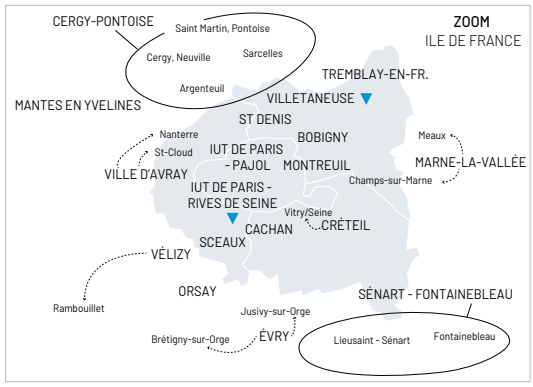 CERGY-PONTOISE
ZOOM
ILE DE FRANCE
Saint Martin, Pontoise
Cergy, Neuville
Sarcelles
Argenteuil
TREMBLAY-EN-FR.
MANTES EN YVELINES
VILLETANEUSE
ST DENIS
BOBIGNY
Nanterre
Meaux
St-Cloud
IUT DE PARIS
- PAJOL
MONTREUIL
MARNE-LA-VALLÉE
VILLE D'AVRAY
Champs-sur-Marne
IUT DE PARIS -
RIVES DE SEINE
Vitry/Seine
CRÉTEIL
CACHAN
SCEAUX
VÉLIZY
ORSAY
SÉNART - FONTAINEBLEAU
Rambouillet
Jusivy-sur-Orge
Brétigny-sur-Orge
ÉVRY
Lieusaint - Sénart
Fontainebleau